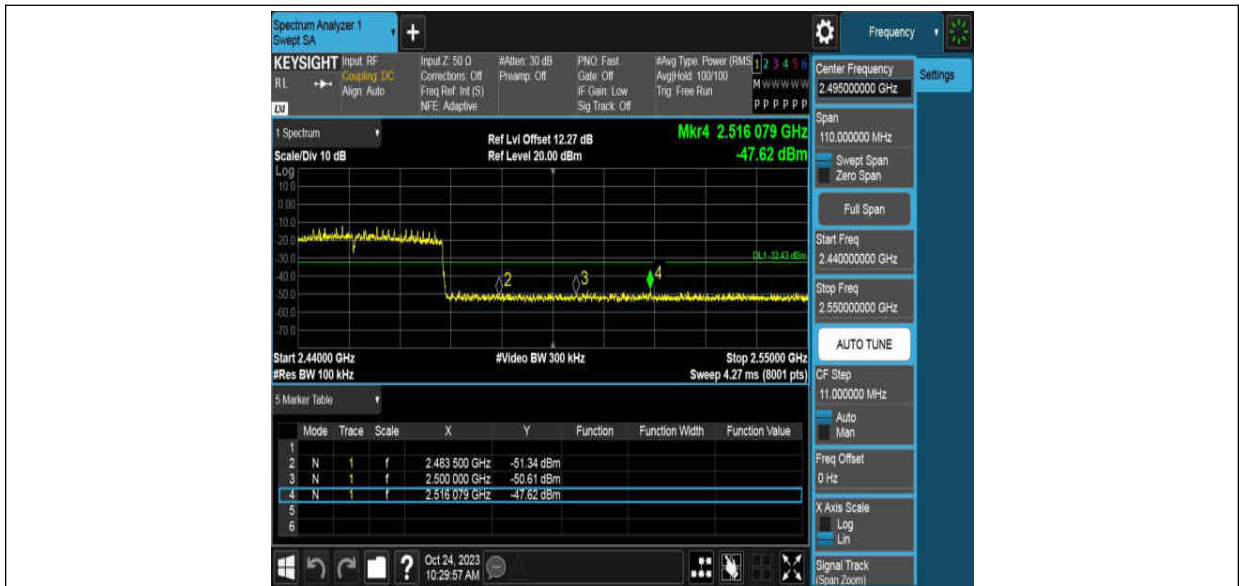 Spectrum Analyzer 1
Swept SA
+
Frequency
KEYSIGHT
RL
LXI
Input: RF
Coupling: DC
Align: Auto
Input Z: 50 Ω
Corrections: Off
Freq Ref: Int (S)
NFE: Adaptive
#Atten: 30 dB
Preamp: Off
PNO: Fast
Gate: Off
IF Gain: Low
Sig Track: Off
#Avg Type: Power (RMS
Avg|Hold: 100/100
Trig: Free Run
1 2 3 4 5 6
M W W W W W
P P P P P P
1 Spectrum
Scale/Div 10 dB
Ref Lvl Offset 12.27 dB
Ref Level 20.00 dBm
Mkr4 2.516 079 GHz
-47.62 dBm
Log
10.0
0.00
-10.0
-20.0
-30.0
-40.0
-50.0
-60.0
-70.0
DL1 -32.43 dBm
2
3
4
Start 2.44000 GHz
#Video BW 300 kHz
Stop 2.55000 GHz
#Res BW 100 kHz
Sweep 4.27 ms (8001 pts)
5 Marker Table
Mode Trace Scale X Y Function Function Width Function Value
1
2 N 1 f 2.483 500 GHz -51.34 dBm
3 N 1 f 2.500 000 GHz -50.61 dBm
4 N 1 f 2.516 079 GHz -47.62 dBm
5
6
?
Oct 24, 2023
10:29:57 AM
Center Frequency
2.495000000 GHz
Settings
Span
110.000000 MHz
Swept Span
Zero Span
Full Span
Start Freq
2.440000000 GHz
Stop Freq
2.550000000 GHz
AUTO TUNE
CF Step
11.000000 MHz
Auto
Man
Freq Offset
0 Hz
X Axis Scale
Log
Lin
Signal Track
(Span Zoom)